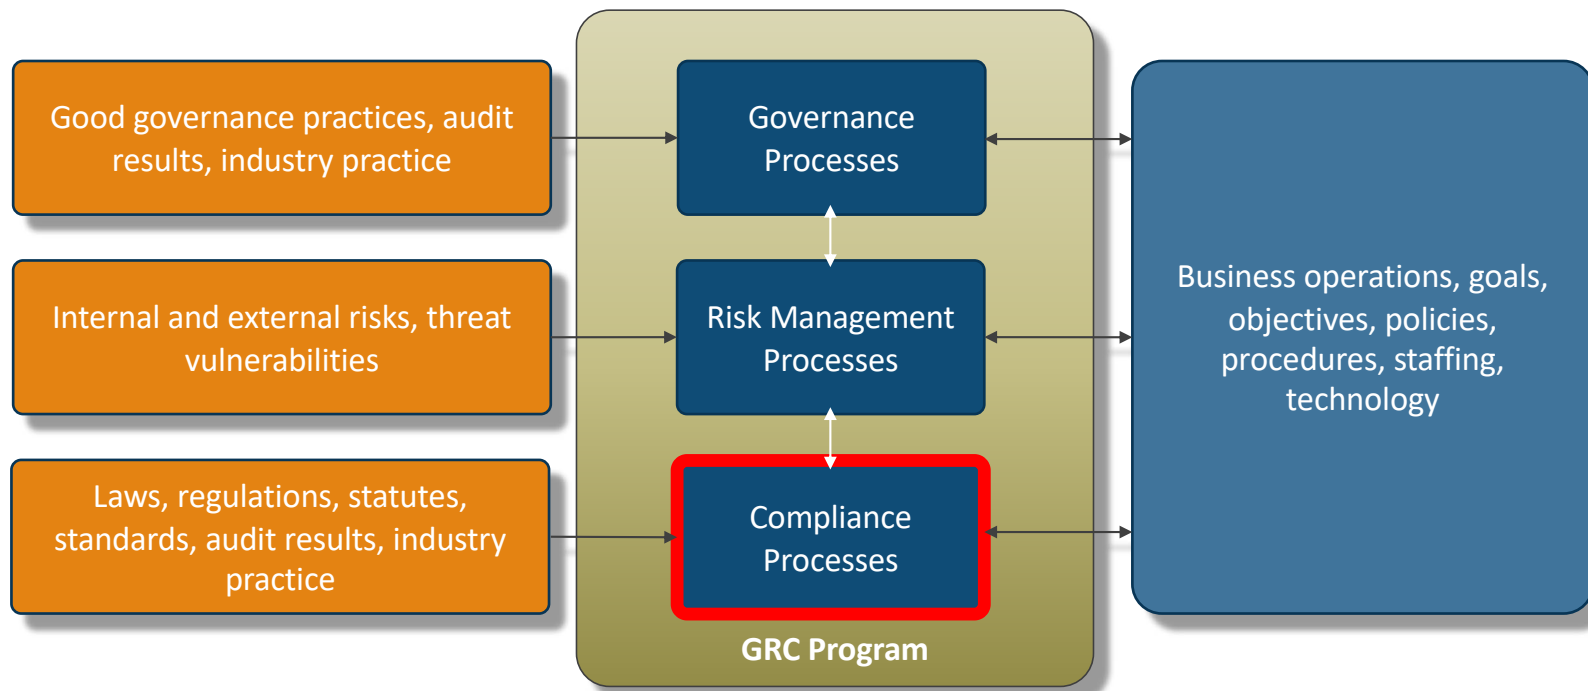 Good governance practices, audit
results, industry practice
Governance
Processes
Internal and external risks, threat
vulnerabilities
Risk Management
Processes
Business operations, goals,
objectives, policies,
procedures, staffing,
technology
Laws, regulations, statutes,
standards, audit results, industry
practice
Compliance
Processes
GRC Program